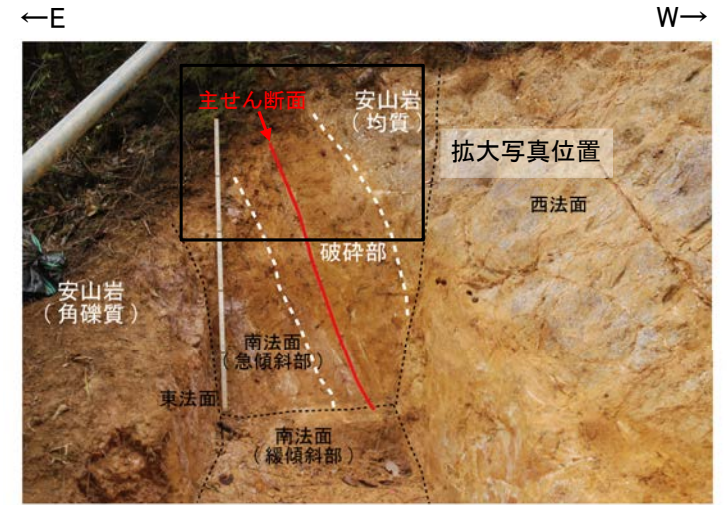 ←E
W→
主せん断面
安山岩
（均質）
拡大写真位置
西法面
破砕部
安山岩
（角礫質）
南法面
（急傾斜部）
東法面
南法面
（緩傾斜部）